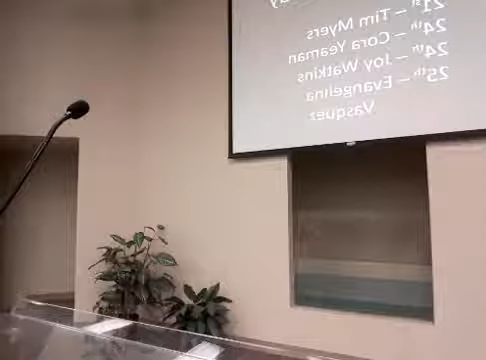 21st – Tim Myers
24th – Cora Yeaman
24th – Joy Watkins
25th – Evangelina
Vasquez